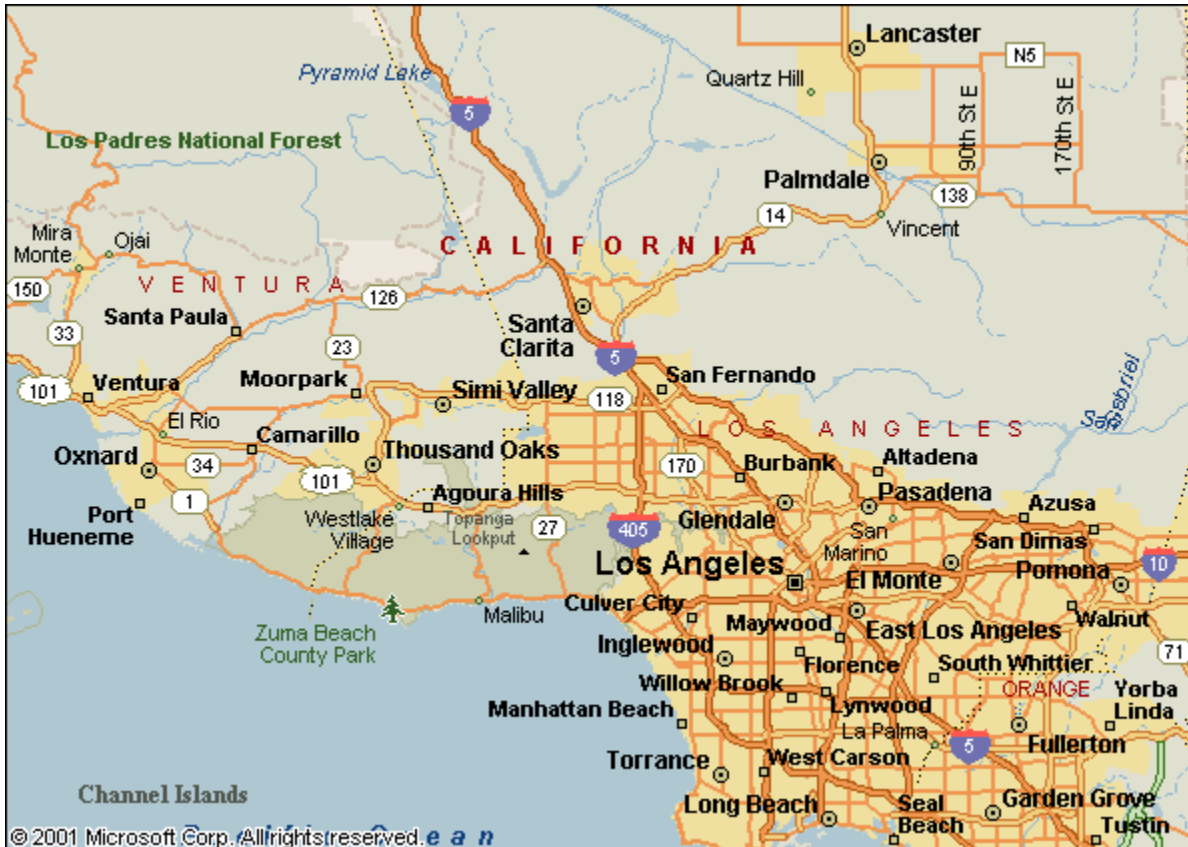 Lancaster
N5
Pyramid Lake
Quartz Hill
5
90th St E
170th St E
Los Padres National Forest
Palmdale
138
14
Vincent
Mira
Monte
Ojai
CALIFORNIA
150
VENTURA
126
Santa Paula
33
Santa
Clarita
23
5
101
Ventura
Moorpark
Simi Valley
San Fernando
118
Gabriel
El Rio
Camarillo
LOS ANGELES
Oxnard
34
Thousand Oaks
170
Burbank
Altadena
101
1
Agoura Hills
Pasadena
Azusa
Port
Hueneme
Westlake
Village
Topanga
Lookput
27
405
Glendale
San
Marino
San Dimas
Los Angeles
El Monte
Pomona
10
Malibu
Culver City
Maywood
East Los Angeles
Walnut
Zuma Beach
County Park
Inglewood
Florence
South Whittier
71
Willow Brook
Lynwood
ORANGE
Yorba
Linda
Manhattan Beach
La Palma
5
Fullerton
Torrance
West Carson
Channel Islands
Long Beach
Seal
Beach
Garden Grove
Tustin
© 2001 Microsoft Corp. All rights reserved.